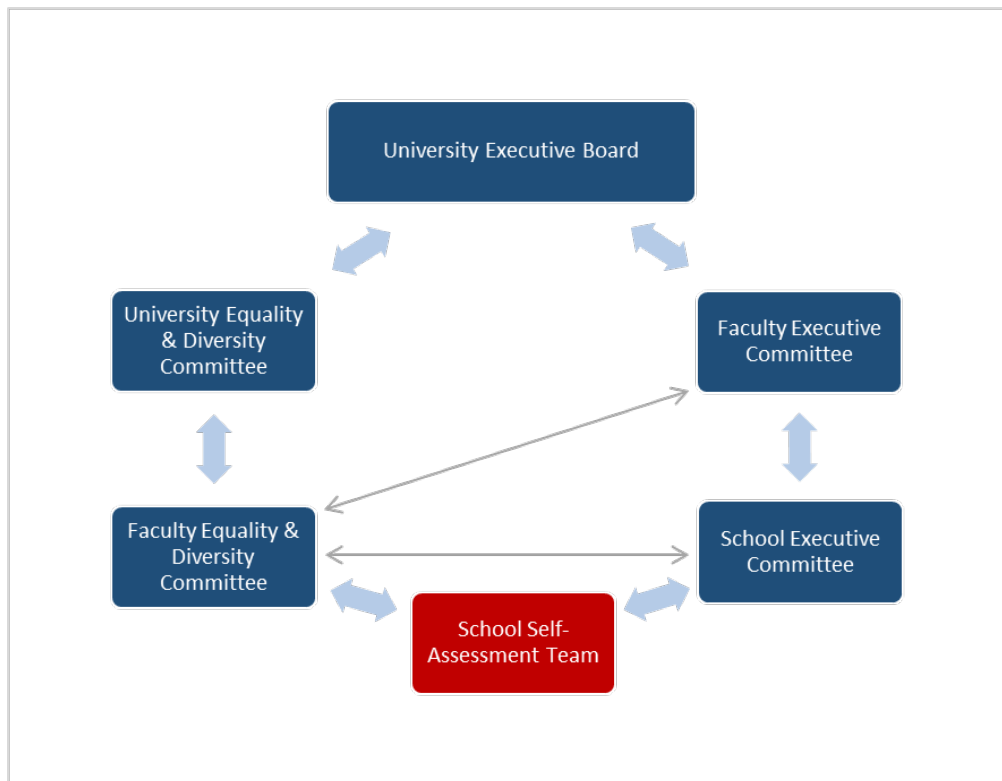 University Executive Board
University Equality
& Diversity
Committee
Faculty Executive
Committee
Faculty Equality &
Diversity
Committee
School Executive
Committee
School Self-
Assessment Team